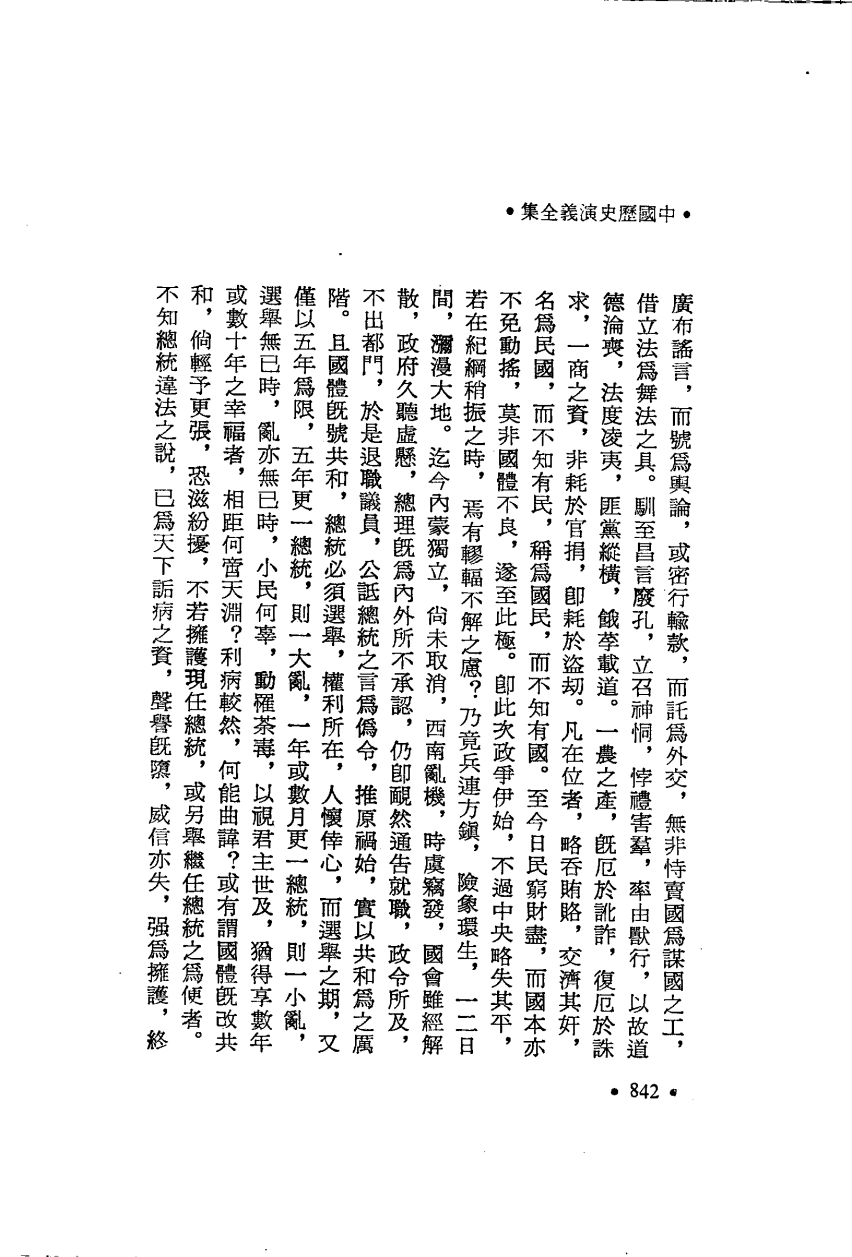 •中國歷史演義全集•
廣布謠言，而號爲輿論，或密行輸款，而託爲外交，無非恃賣國爲謀國之工，
借立法爲舞法之具。馴至昌言廢孔，立召神恫，悖禮害羣，率由獸行，以故道
德淪喪，法度凌夷，匪黨縱橫，餓莩載道。一農之產，旣厄於訛詐，復厄於誅
求，一商之資，非耗於官捐，卽耗於盜刧。凡在位者，略吞賄賂，交濟其奸，
名爲民國，而不知有民，稱爲國民，而不知有國。至今日民窮財盡，而國本亦
不免動搖，莫非國體不良，遂至此極。卽此次政爭伊始，不過中央略失其平，
若在紀綱稍振之時，焉有轇輻不解之慮？乃竟兵連方鎮，險象環生，一二日
間，瀰漫大地。迄今內蒙獨立，尙未取消，西南亂機，時虞竊發，國會雖經解
散，政府久聽虛懸，總理旣爲內外所不承認，仍卽靦然通告就職，政令所及，
不出都門，於是退職議員，公詆總統之言爲僞令，推原禍始，實以共和爲之厲
階。且國體旣號共和，總統必須選舉，權利所在，人懷倖心，而選舉之期，又
僅以五年爲限，五年更一總統，則一大亂，一年或數月更一總統，則一小亂，
選舉無已時，亂亦無已時，小民何辜，動罹荼毒，以視君主世及，猶得享數年
或數十年之幸福者，相距何啻天淵？利病較然，何能曲諱？或有謂國體旣改共
和，倘輕予更張，恐滋紛擾，不若擁護現任總統，或另舉繼任總統之爲便者。
不知總統違法之說，已爲天下詬病之資，聲譽旣隳，威信亦失，强爲擁護，終
•842•